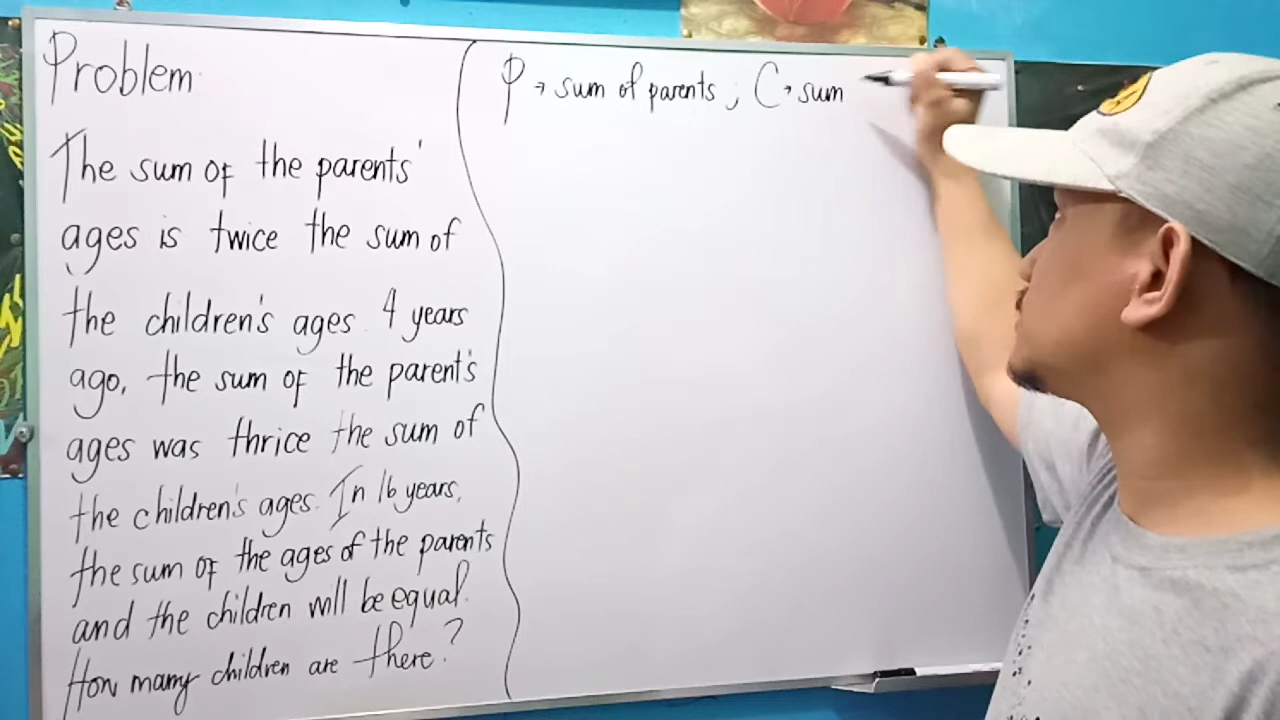 Problem
The sum of the parents'
ages is twice the sum of
the children's ages. 4 years
ago, the sum of the parent's
ages was thrice the sum of
the children's ages. In 16 years,
the sum of the ages of the parents
and the children will be equal.
How many children are there?
P → sum of parents ; C → sum